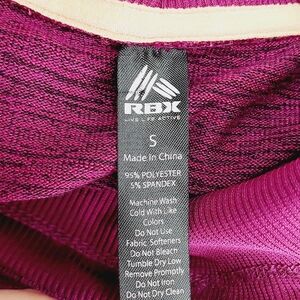 RBX
LIVE LIFE ACTIVE
S
Made In China
95% POLYESTER
5% SPANDEX
Machine Wash
Cold With Like
Colors
Do Not Use
Fabric Softeners
Do Not Bleach
Tumble Dry Low
Remove Promptly
Do Not Iron
Do Not Dry Clean